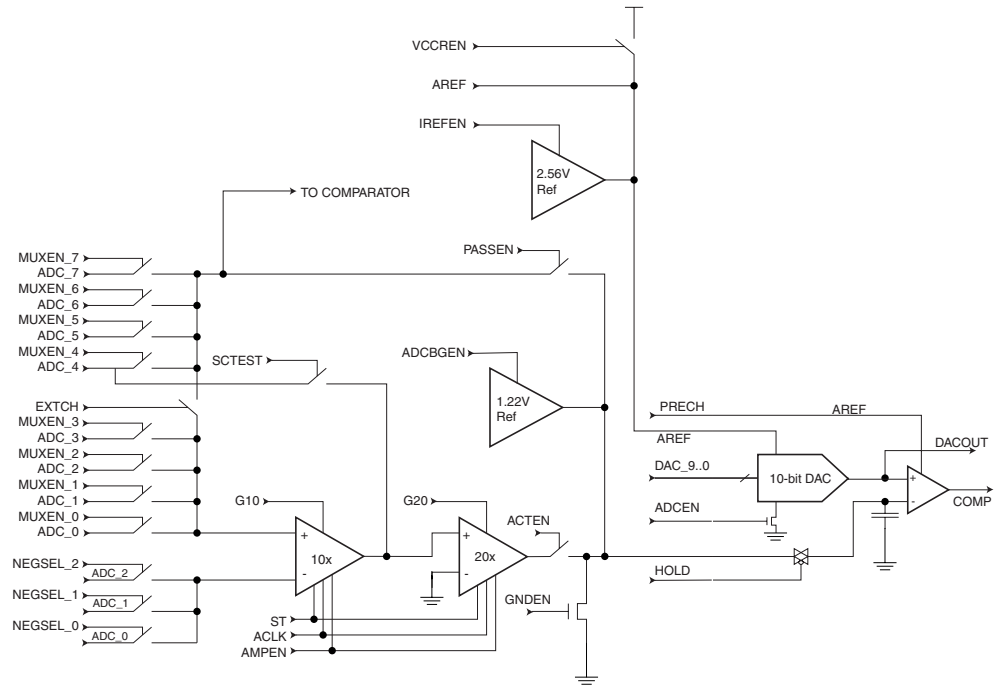 VCCREN
AREF
IREFEN
2.56V
Ref
TO COMPARATOR
PASSEN
MUXEN_7
ADC_7
MUXEN_6
ADC_6
MUXEN_5
ADC_5
MUXEN_4
ADC_4
SCTEST
ADCBGEN
1.22V
Ref
EXTCH
MUXEN_3
ADC_3
MUXEN_2
ADC_2
MUXEN_1
ADC_1
MUXEN_0
ADC_0
PRECH
AREF
AREF
DACOUT
DAC_9..0
10-bit DAC
+
-
COMP
ADCEN
G10
G20
ACTEN
+
10x
-
+
20x
-
HOLD
NEGSEL_2
ADC_2
NEGSEL_1
ADC_1
NEGSEL_0
ADC_0
GNDEN
ST
ACLK
AMPEN